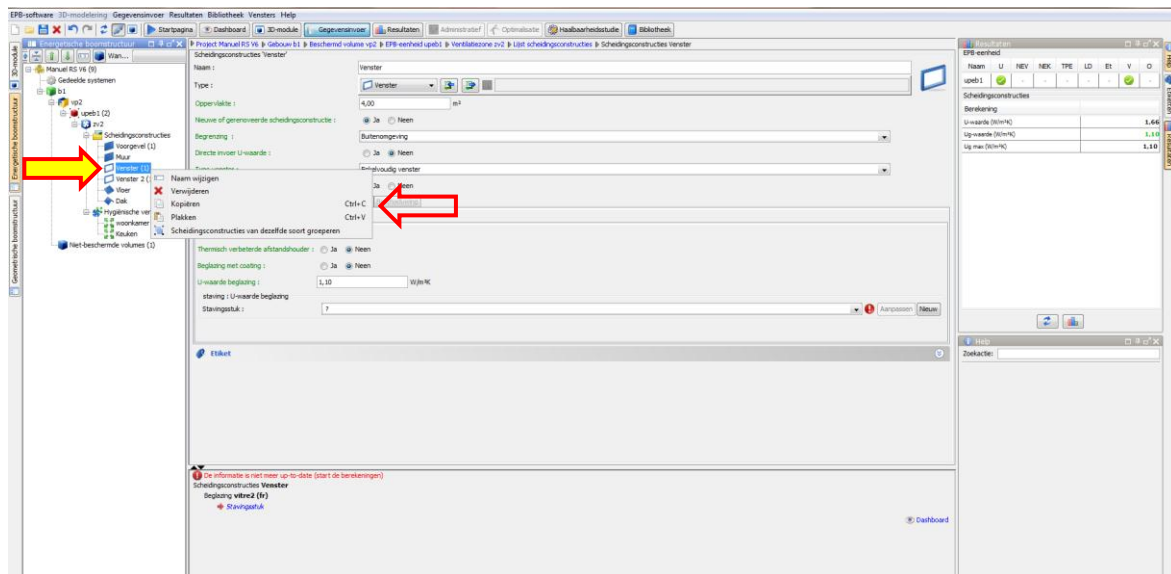 EPB-software 3D-modelering Gegevensinvoer Resultaten Bibliotheek Vensters Help
Startpagina Dashboard 3D-module Gegevensinvoer Resultaten Administratief Optimalisatie Haalbaarheidsstudie Bibliotheek
Energetische boomstructuur
Wan...
Manuel RS V6 (9)
Gedeelde systemen
b1
vp2
upeb1 (2)
zv2
Scheidingsconstructies
Voorgevel (1)
Muur
Venster (1)
Venster 2 (
Vloer
Dak
Hygiënische ver
woonkamer
Keuken
Niet-beschermde volumes (1)
3D-module
Energetische boomstructuur
Geometrische boomstructuur
Naam wijzigen
Verwijderen
Kopiëren Ctrl+C
Plakken Ctrl+V
Scheidingsconstructies van dezelfde soort groeperen
Project Manuel RS V6 Gebouw b1 Beschermd volume vp2 EPB-eenheid upeb1 Ventilatiezone zv2 Lijst scheidingsconstructies Scheidingsconstructies Venster
Scheidingsconstructies 'Venster'
Naam : Venster
Type : Venster
Oppervlakte : 4,00 m²
Nieuwe of gerenoveerde scheidingsconstructie : Ja Neen
Begrenzing : Buitenomgeving
Directe invoer U-waarde : Ja Neen
Type venster : Enkelvoudig venster
Ja Neen
Thermisch verbeterde afstandshouder : Ja Neen
Beglazing met coating : Ja Neen
U-waarde beglazing : 1,10 W/m²K
staving : U-waarde beglazing
Stavingsstuk : ? Aanpassen Nieuw
Etiket
De informatie is niet meer up-to-date (start de berekeningen)
Scheidingsconstructies Venster
Beglazing vitre2 (fr)
Stavingsstuk
Dashboard
Resultaten
EPB-eenheid
Naam U NEV NEK TPE LD Et V O
upeb1 - - - - - -
Scheidingsconstructies
Berekening
U-waarde (W/m²K) 1,66
Ug-waarde (W/m²K) 1,10
Ug max (W/m²K) 1,10
Help
Zoekactie:
Help
Resultaten